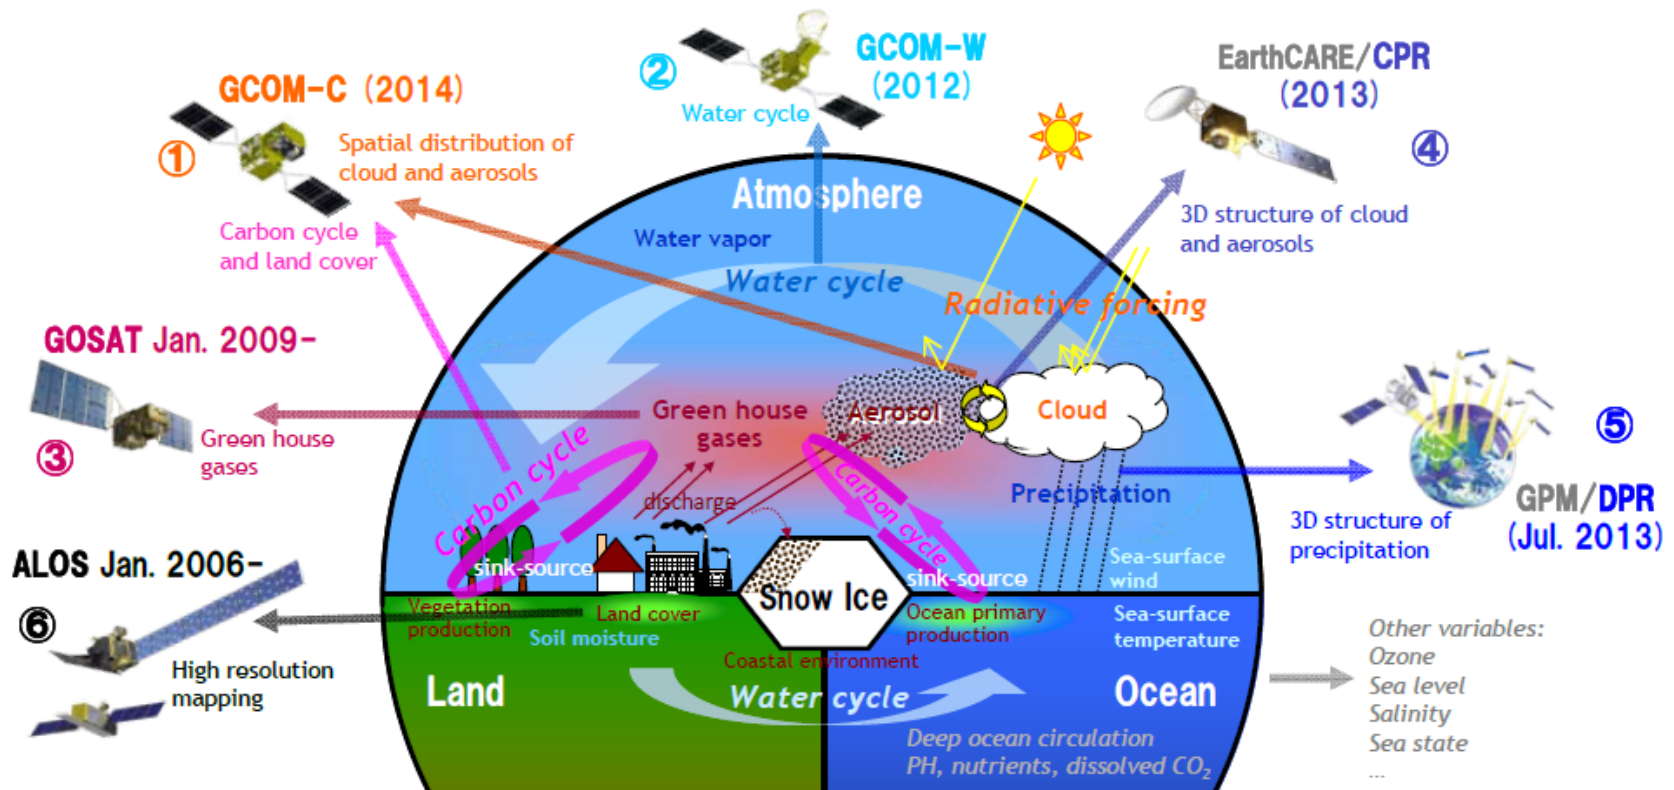 GCOM-C (2014)
①
Spatial distribution of
cloud and aerosols
Carbon cycle
and land cover
②
GCOM-W
(2012)
Water cycle
EarthCARE/CPR
(2013)
④
3D structure of cloud
and aerosols
Atmosphere
Water vapor
Water cycle
Radiative forcing
GOSAT Jan. 2009-
③
Green house
gases
Green house
gases
Aerosol
Cloud
Carbon cycle
discharge
Carbon cycle
Precipitation
⑤
GPM/DPR
(Jul. 2013)
3D structure of
precipitation
ALOS Jan. 2006-
⑥
High resolution
mapping
sink-source
Snow Ice
sink-source
Sea-surface
wind
Vegetation
production
Land cover
Soil moisture
Ocean primary
production
Sea-surface
temperature
Coastal environment
Land
Water cycle
Ocean
Deep ocean circulation
PH, nutrients, dissolved CO₂
Other variables:
Ozone
Sea level
Salinity
Sea state
...